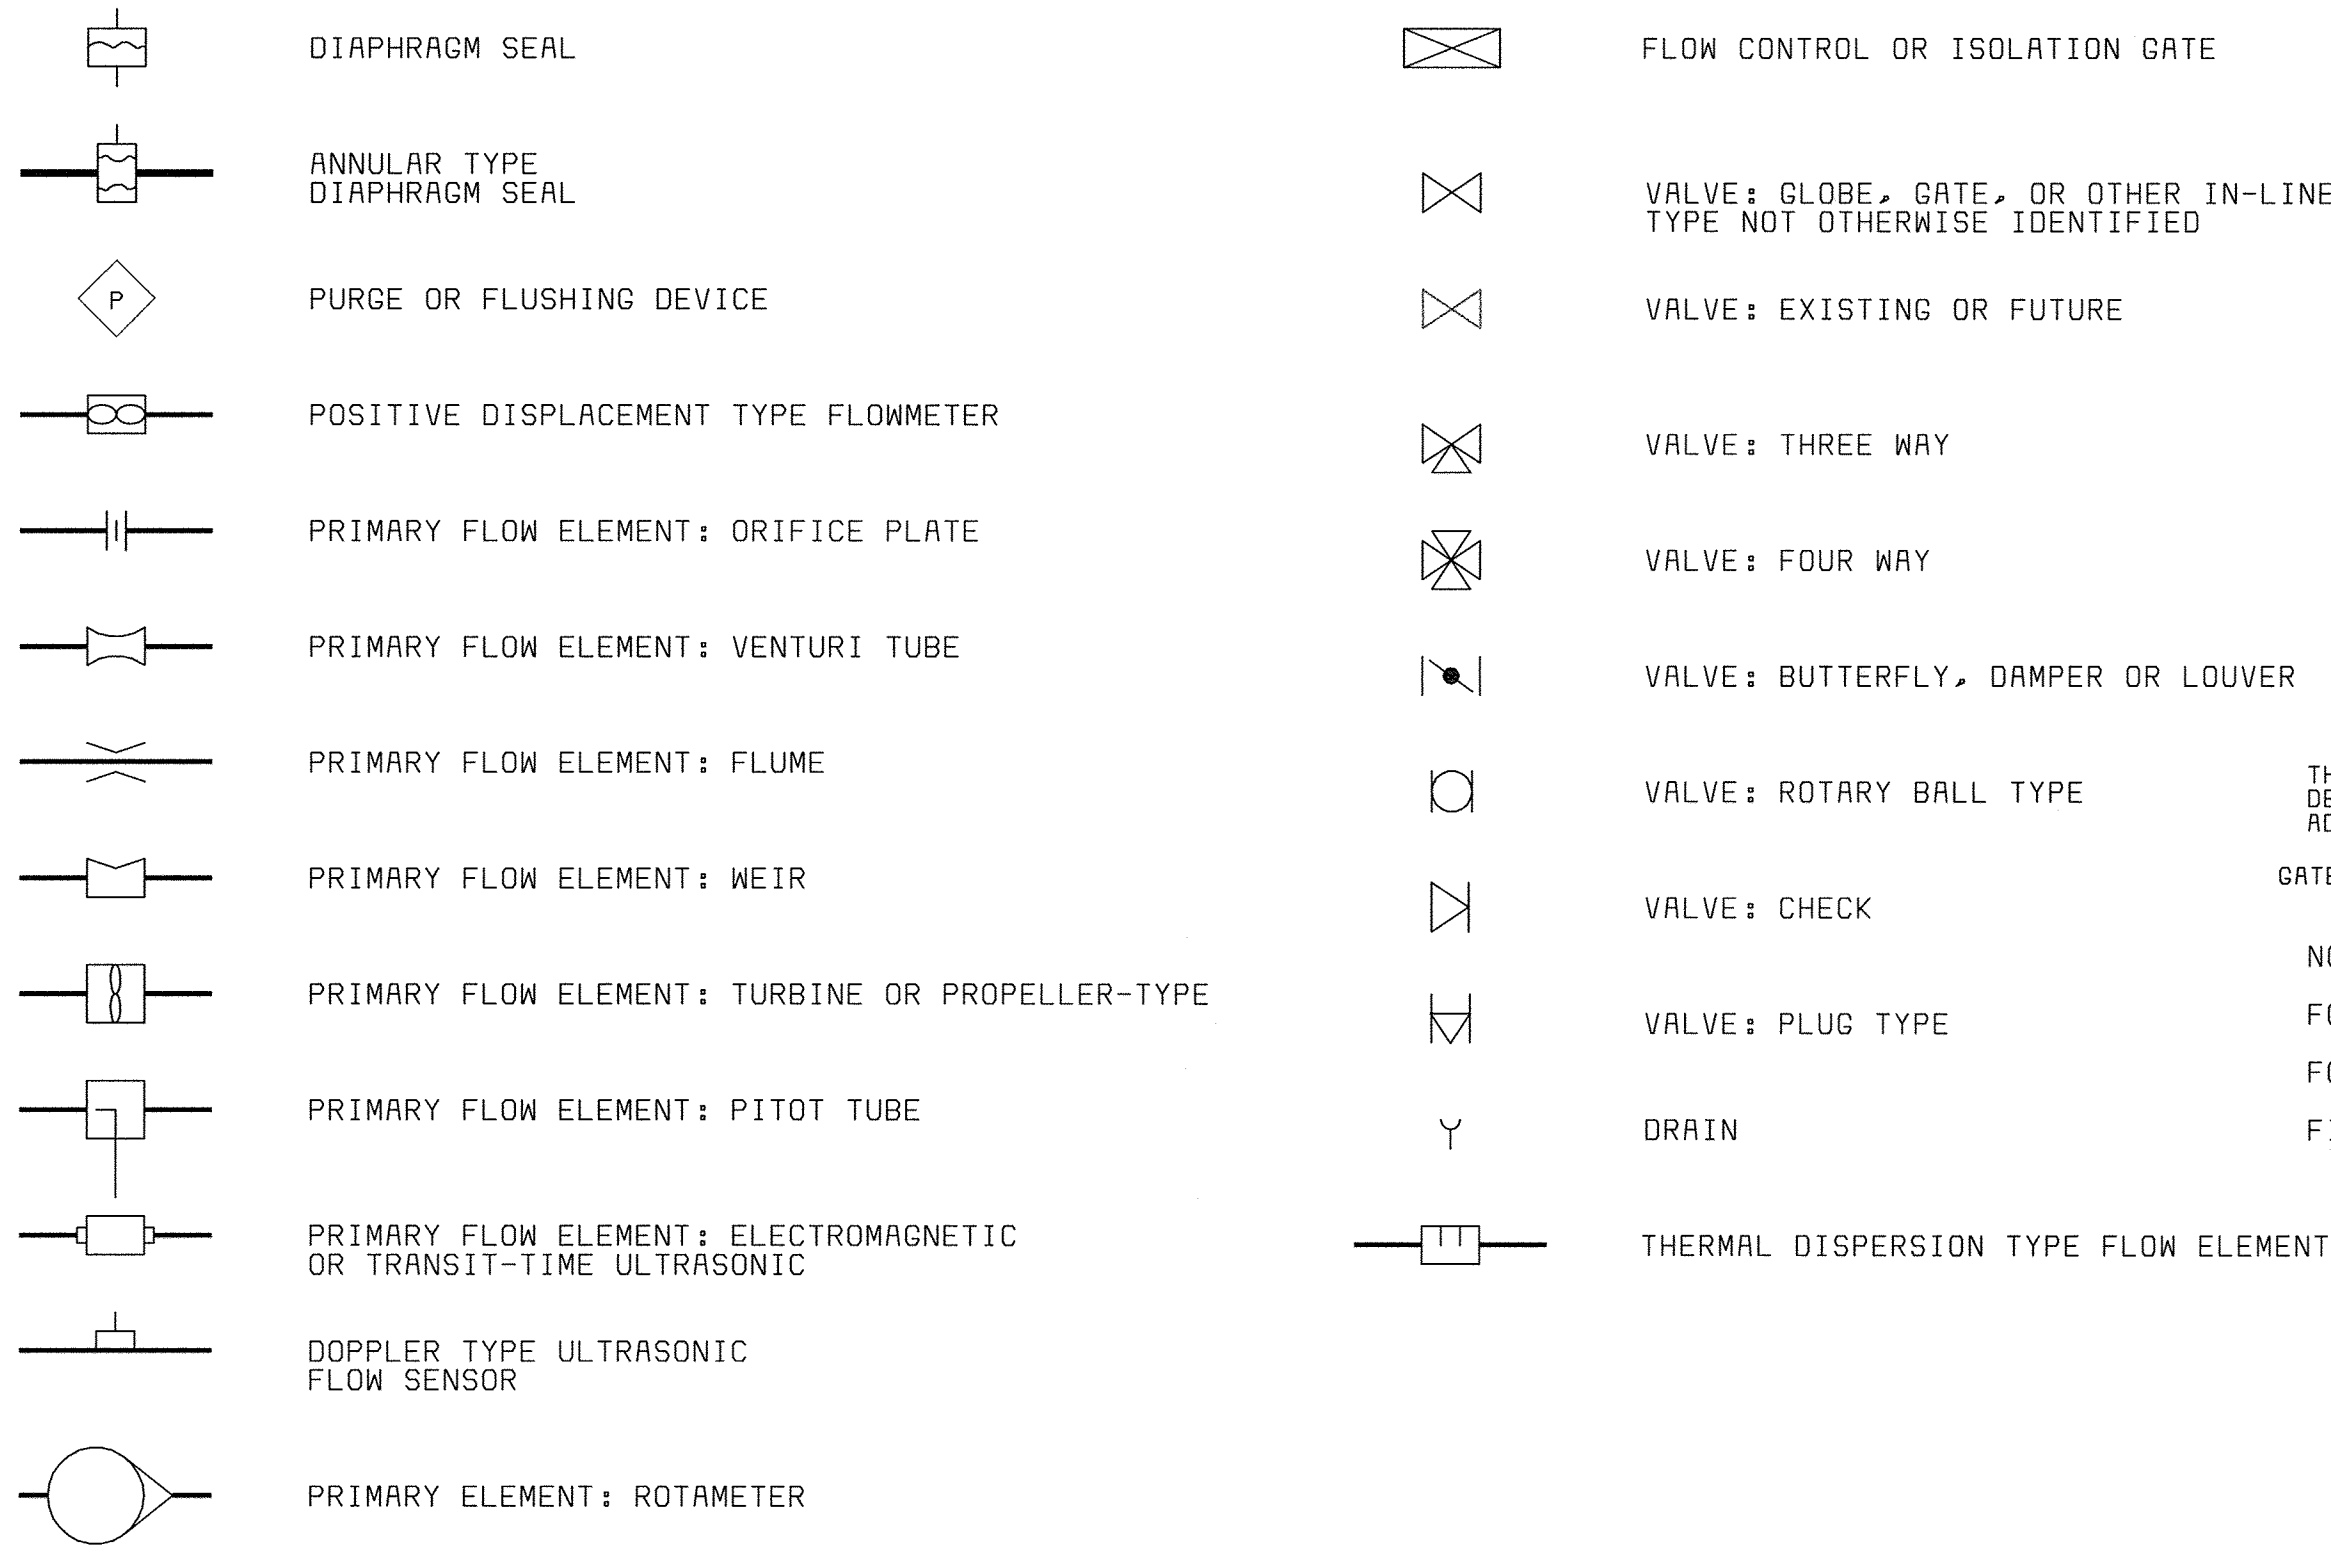 DIAPHRAGM SEAL
ANNULAR TYPE
DIAPHRAGM SEAL
P
PURGE OR FLUSHING DEVICE
POSITIVE DISPLACEMENT TYPE FLOWMETER
PRIMARY FLOW ELEMENT: ORIFICE PLATE
PRIMARY FLOW ELEMENT: VENTURI TUBE
PRIMARY FLOW ELEMENT: FLUME
PRIMARY FLOW ELEMENT: WEIR
PRIMARY FLOW ELEMENT: TURBINE OR PROPELLER-TYPE
PRIMARY FLOW ELEMENT: PITOT TUBE
PRIMARY FLOW ELEMENT: ELECTROMAGNETIC
OR TRANSIT-TIME ULTRASONIC
DOPPLER TYPE ULTRASONIC
FLOW SENSOR
PRIMARY ELEMENT: ROTAMETER
FLOW CONTROL OR ISOLATION GATE
VALVE: GLOBE, GATE, OR OTHER IN-LINE
TYPE NOT OTHERWISE IDENTIFIED
VALVE: EXISTING OR FUTURE
VALVE: THREE WAY
VALVE: FOUR WAY
VALVE: BUTTERFLY, DAMPER OR LOUVER
VALVE: ROTARY BALL TYPE
VALVE: CHECK
VALVE: PLUG TYPE
DRAIN
THERMAL DISPERSION TYPE FLOW ELEMENT
GATE